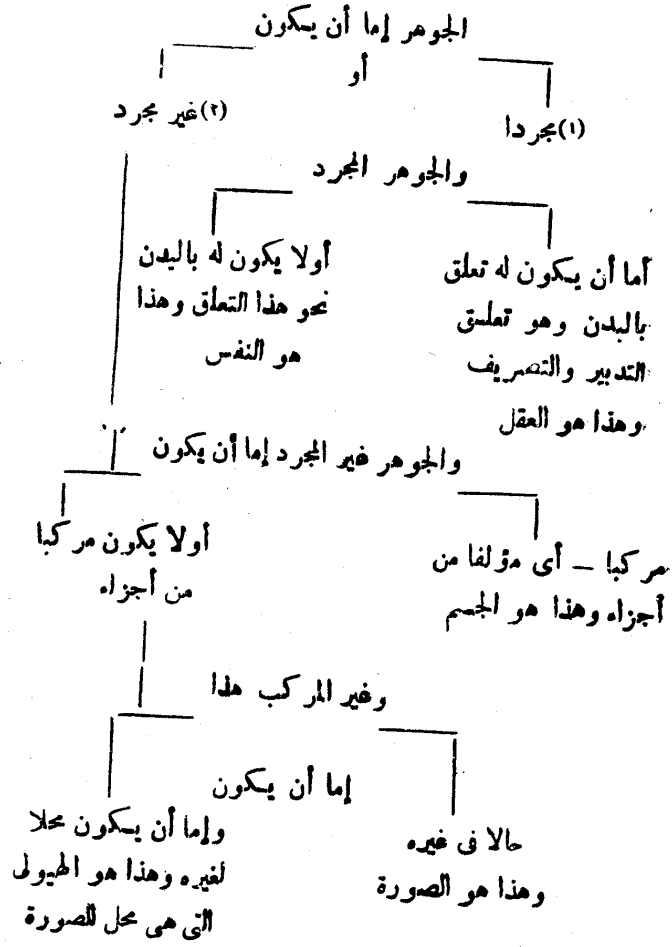 الجوهر إما أن يكون
أو
(١) مجردا
(٢) غير مجرد
والجوهر المجرد
أما أن يكون له تعلق
بالبدن وهو تعلق
التدبير والتصريف
وهذا هو العقل
أولا يكون له بالبدن
نحو هذا التعلق وهذا
هو النفس
والجوهر غير المجرد إما أن يكون
مركبا — أى مؤلفا من
أجزاء وهذا هو الجسم
أولا يكون مركبا
من أجزاء
وغير المركب هذا
إما أن يكون
حالا فى غيره
وهذا هو الصورة
وإما أن يكون محلا
لغيره وهذا هو الهيولى
التى هى محل للصورة